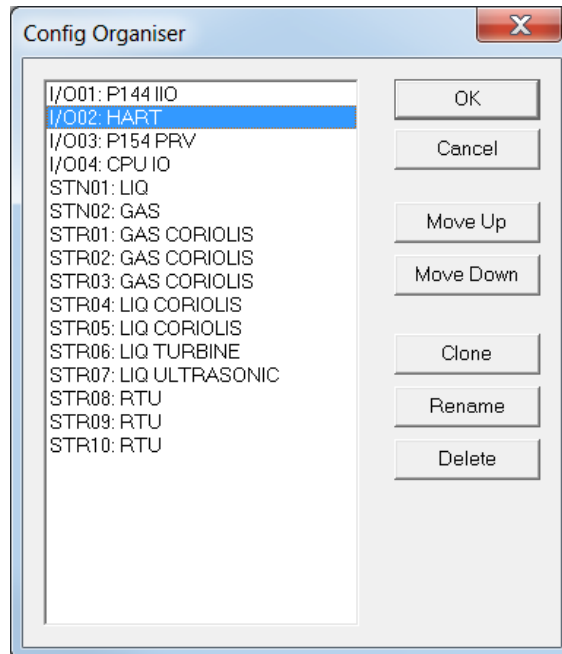 Config Organiser
I/O01: P144 IIO
I/O02: HART
I/O03: P154 PRV
I/O04: CPU IO
STN01: LIQ
STN02: GAS
STR01: GAS CORIOLIS
STR02: GAS CORIOLIS
STR03: GAS CORIOLIS
STR04: LIQ CORIOLIS
STR05: LIQ CORIOLIS
STR06: LIQ TURBINE
STR07: LIQ ULTRASONIC
STR08: RTU
STR09: RTU
STR10: RTU
OK
Cancel
Move Up
Move Down
Clone
Rename
Delete